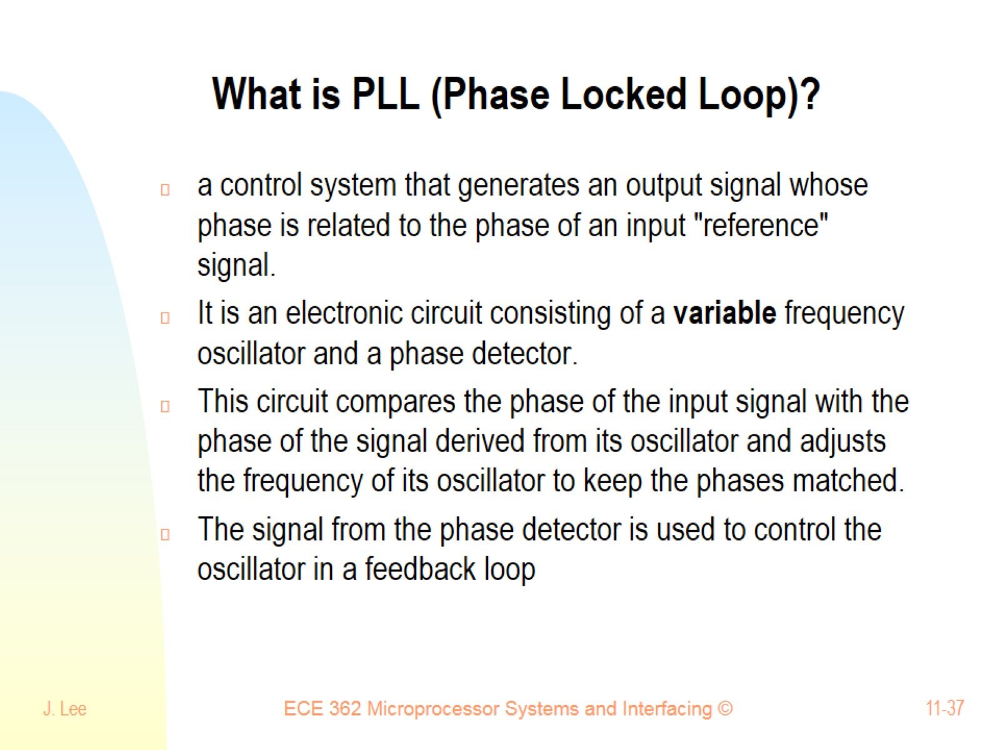 What is PLL (Phase Locked Loop)?
a control system that generates an output signal whose
phase is related to the phase of an input "reference"
signal.
It is an electronic circuit consisting of a variable frequency
oscillator and a phase detector.
This circuit compares the phase of the input signal with the
phase of the signal derived from its oscillator and adjusts
the frequency of its oscillator to keep the phases matched.
The signal from the phase detector is used to control the
oscillator in a feedback loop
J. Lee
ECE 362 Microprocessor Systems and Interfacing ©
11-37